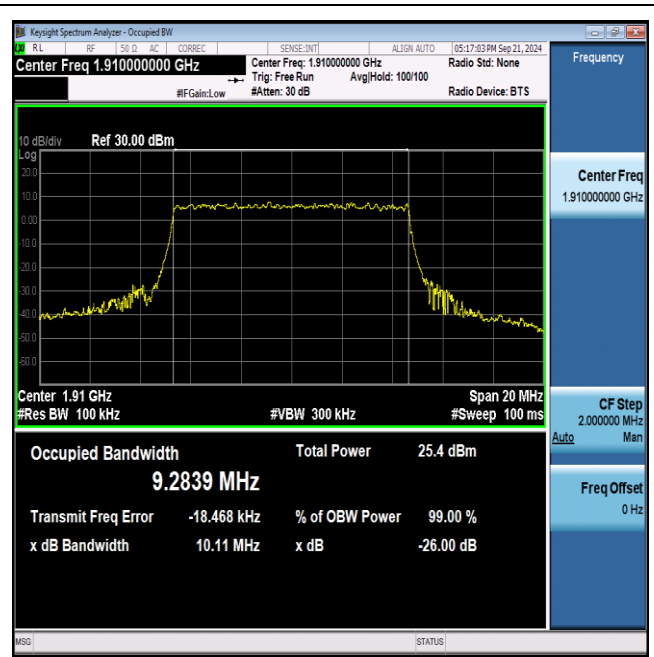 Keysight Spectrum Analyzer - Occupied BW
LXI RL RF 50 Ω AC CORREC SENSE:INT ALIGN AUTO 05:17:03 PM Sep 21, 2024
Center Freq 1.910000000 GHz
Center Freq: 1.910000000 GHz Radio Std: None
Trig: Free Run Avg|Hold: 100/100
#IFGain:Low #Atten: 30 dB Radio Device: BTS
Frequency
10 dB/div Ref 30.00 dBm
Log
20.0
10.0
0.00
-10.0
-20.0
-30.0
-40.0
-50.0
-60.0
Center 1.91 GHz Span 20 MHz
#Res BW 100 kHz #VBW 300 kHz #Sweep 100 ms
Center Freq
1.910000000 GHz
CF Step
2.000000 MHz
Auto Man
Freq Offset
0 Hz
Occupied Bandwidth Total Power 25.4 dBm
9.2839 MHz
Transmit Freq Error -18.468 kHz % of OBW Power 99.00 %
x dB Bandwidth 10.11 MHz x dB -26.00 dB
MSG STATUS